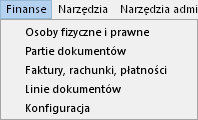 Finanse Narzędzia Narzędzia admi
Osoby fizyczne i prawne
Partie dokumentów
Faktury, rachunki, płatności
Linie dokumentów
Konfiguracja